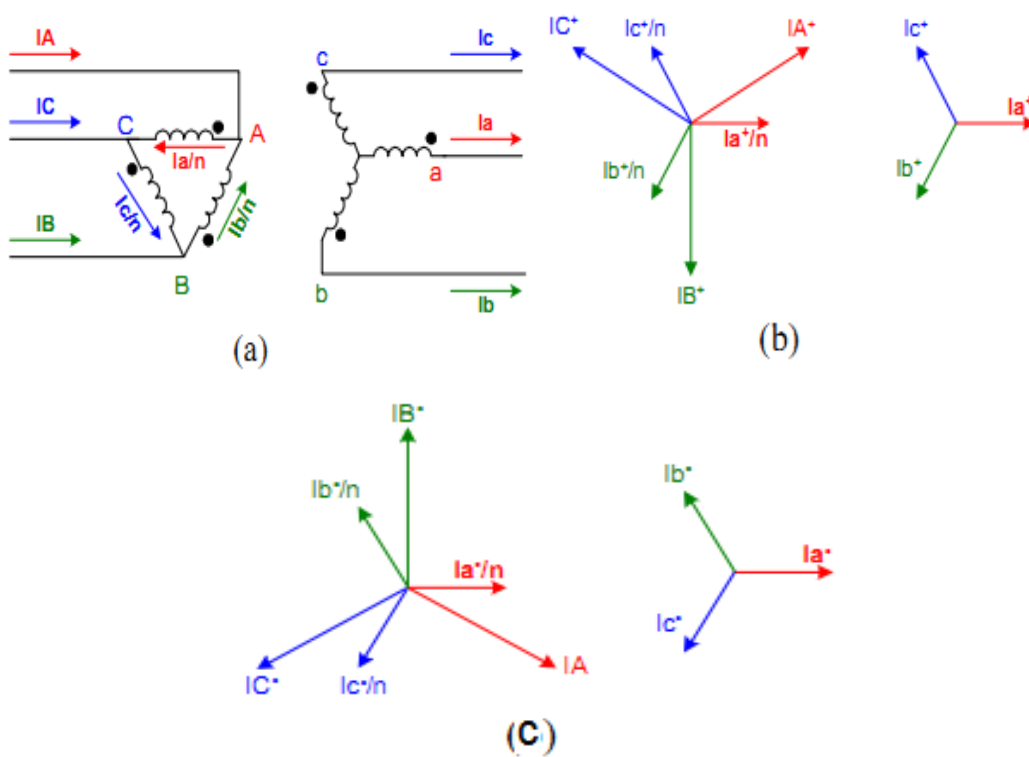 IA
IC
C
A
Ia/n
Ic/n
Ib/n
IB
B
(a)
c
Ic
Ia
a
b
Ib
IC⁺
Ic⁺/n
IA⁺
Ia⁺/n
Ib⁺/n
IB⁺
Ic⁺
Ia⁺
Ib⁺
(b)
IB⁻
Ib⁻/n
Ia⁻/n
IC⁻
Ic⁻/n
IA
Ib⁻
Ia⁻
Ic⁻
(C)